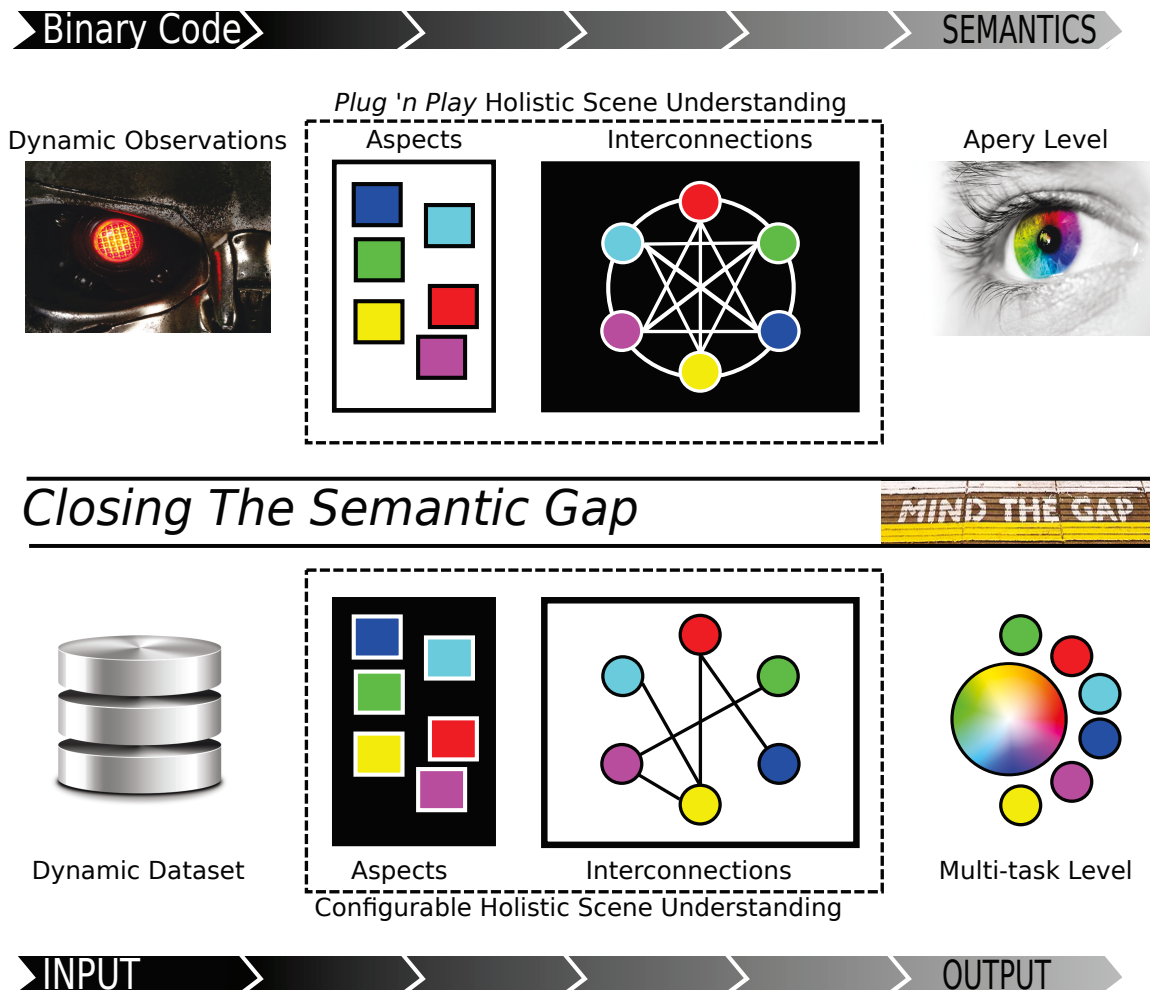 Binary Code
SEMANTICS
Plug 'n Play Holistic Scene Understanding
Dynamic Observations
Aspects
Interconnections
Apery Level
Closing The Semantic Gap
MIND THE GAP
Dynamic Dataset
Aspects
Interconnections
Multi-task Level
Configurable Holistic Scene Understanding
INPUT
OUTPUT